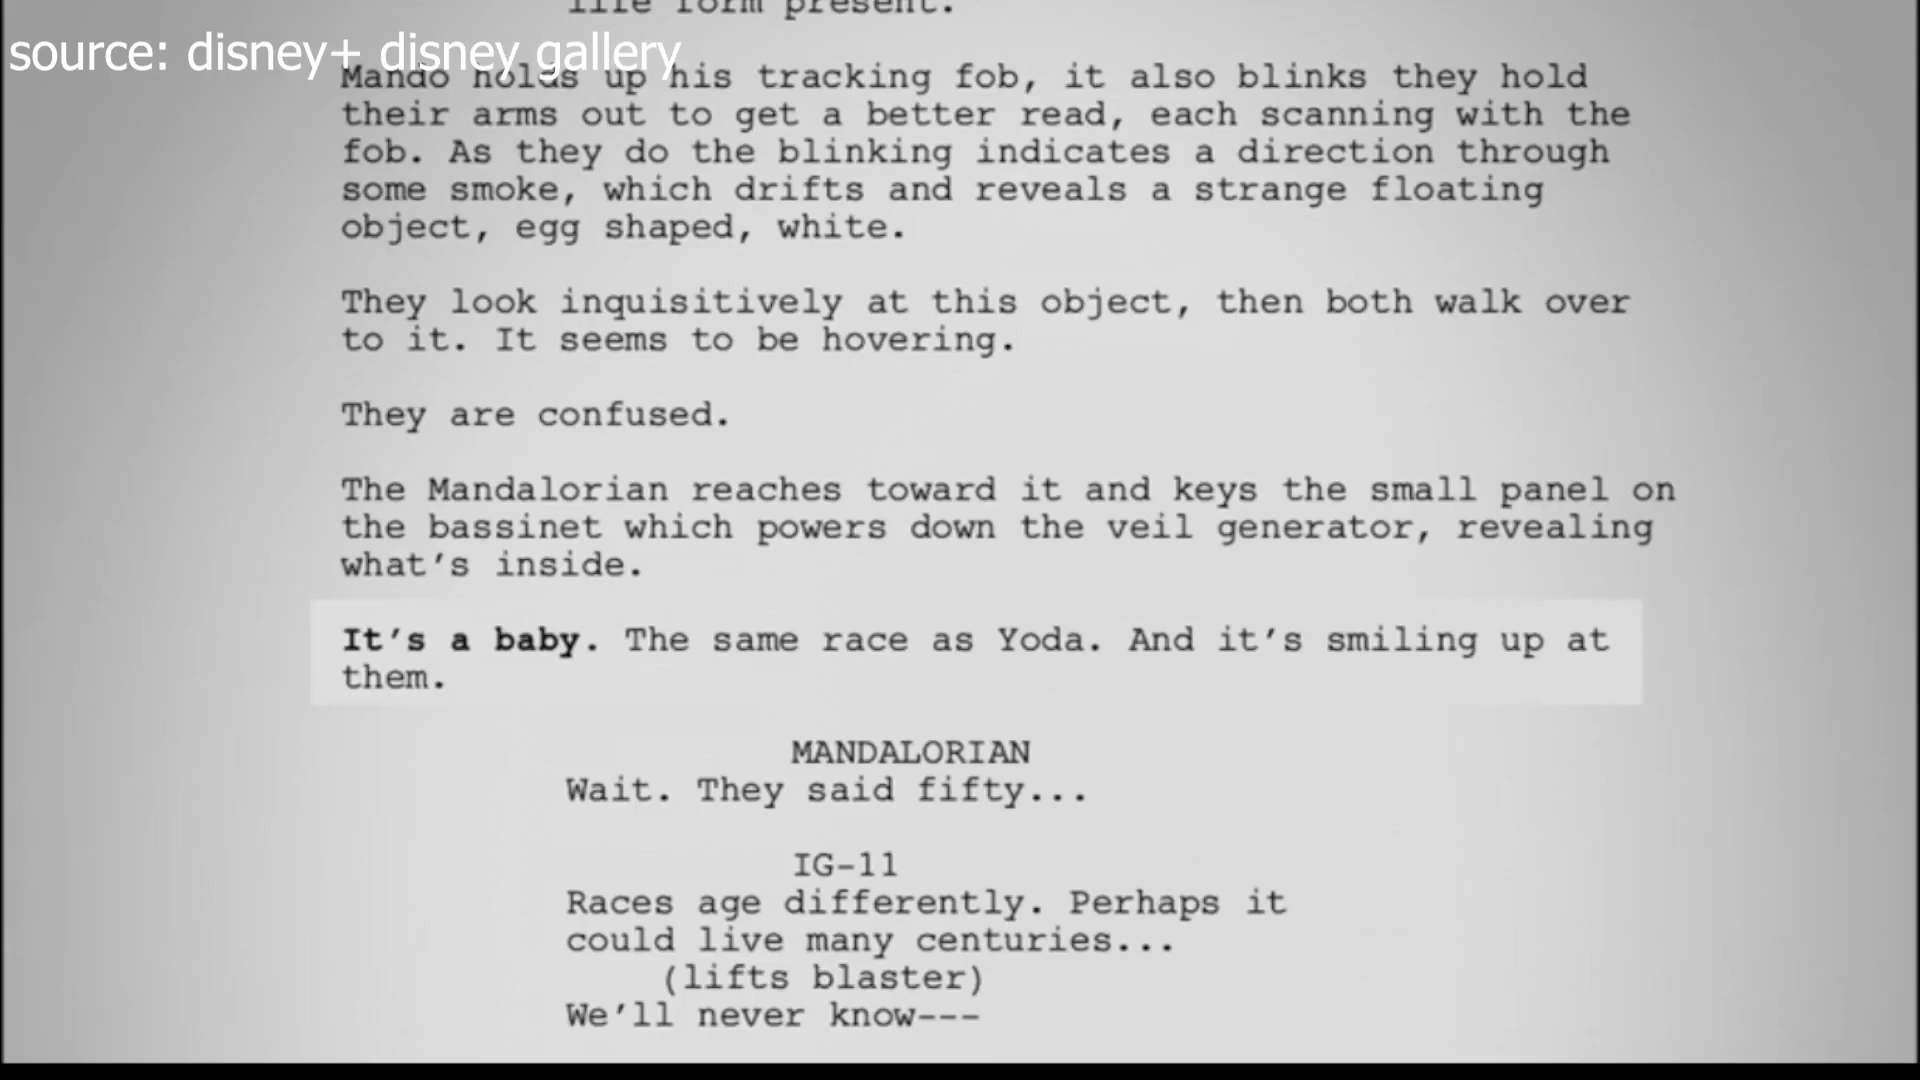 life form present.
source: disney+ disney gallery
Mando holds up his tracking fob, it also blinks they hold
their arms out to get a better read, each scanning with the
fob. As they do the blinking indicates a direction through
some smoke, which drifts and reveals a strange floating
object, egg shaped, white.
They look inquisitively at this object, then both walk over
to it. It seems to be hovering.
They are confused.
The Mandalorian reaches toward it and keys the small panel on
the bassinet which powers down the veil generator, revealing
what's inside.
It's a baby. The same race as Yoda. And it's smiling up at
them.
MANDALORIAN
Wait. They said fifty...
IG-11
Races age differently. Perhaps it
could live many centuries...
(lifts blaster)
We'll never know---